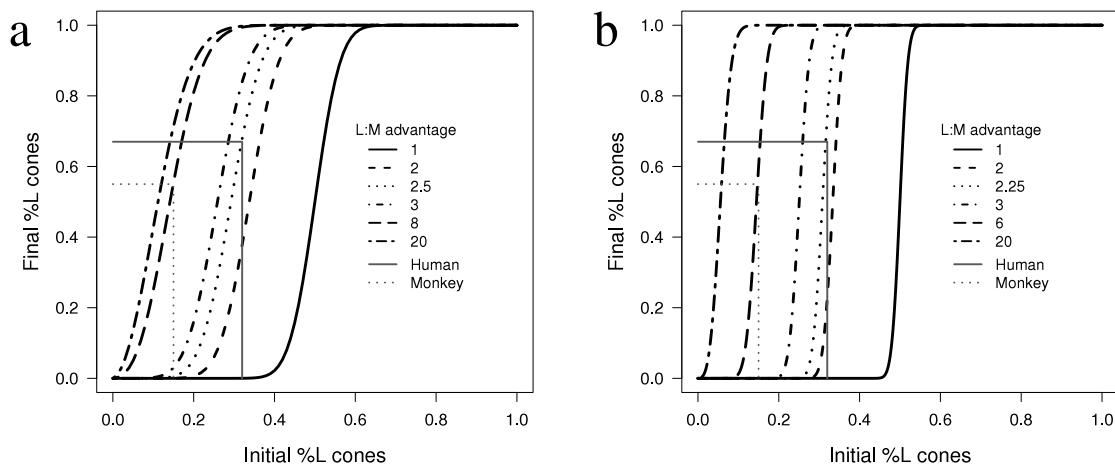 a
Final %L cones
1.0
0.8
0.6
0.4
0.2
0.0
0.0 0.2 0.4 0.6 0.8 1.0
Initial %L cones
L:M advantage
1
2
2.5
3
8
20
Human
Monkey
b
Final %L cones
1.0
0.8
0.6
0.4
0.2
0.0
0.0 0.2 0.4 0.6 0.8 1.0
Initial %L cones
L:M advantage
1
2
2.25
3
6
20
Human
Monkey